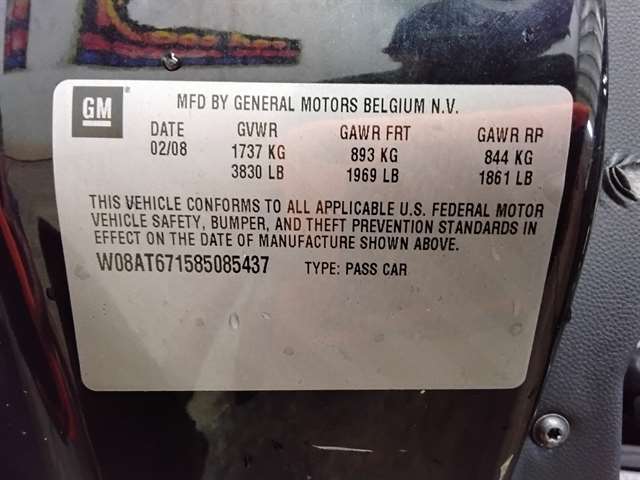 GM MFD BY GENERAL MOTORS BELGIUM N.V.
DATE GVWR GAWR FRT GAWR RP
02/08 1737 KG 893 KG 844 KG
3830 LB 1969 LB 1861 LB
THIS VEHICLE CONFORMS TO ALL APPLICABLE U.S. FEDERAL MOTOR
VEHICLE SAFETY, BUMPER, AND THEFT PREVENTION STANDARDS IN
EFFECT ON THE DATE OF MANUFACTURE SHOWN ABOVE.
W08AT671585085437 TYPE: PASS CAR